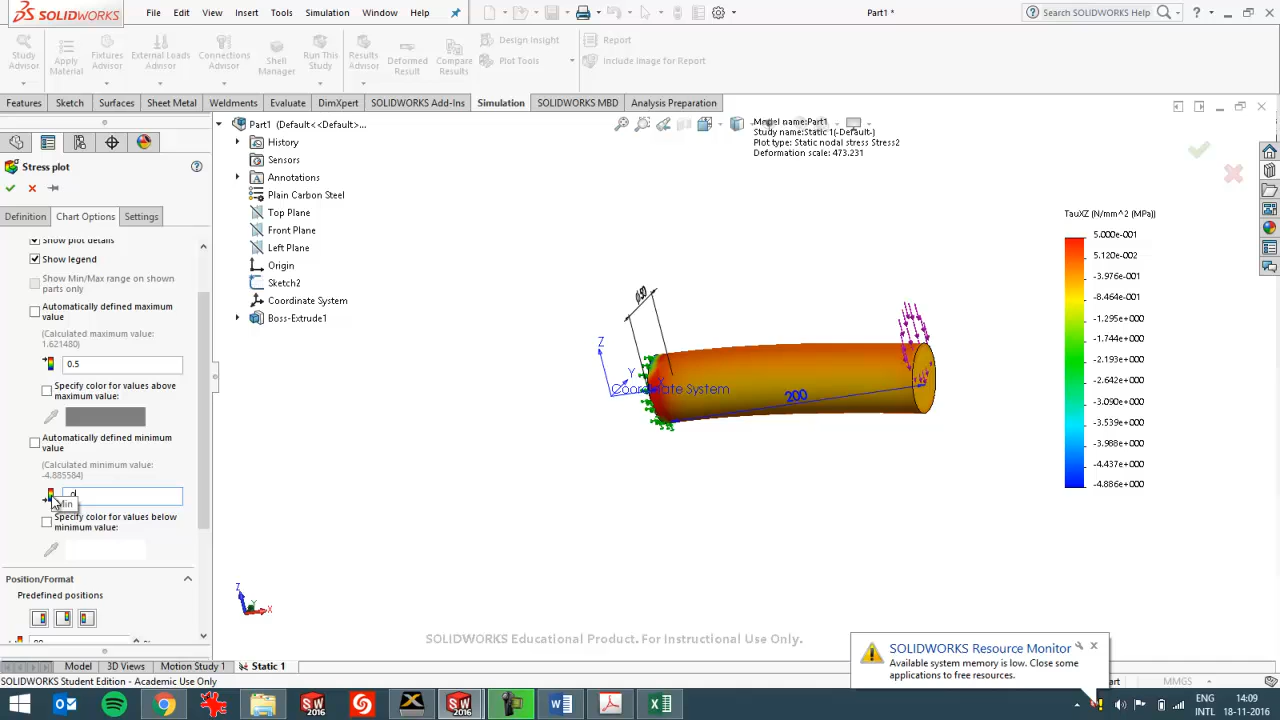 SOLIDWORKS
File Edit View Insert Tools Simulation Window Help
Part1 *
Search SOLIDWORKS Help
Study Advisor
Apply Material
Fixtures Advisor
External Loads Advisor
Connections Advisor
Shell Manager
Run This Study
Results Advisor
Deformed Result
Compare Results
Design Insight
Plot Tools
Report
Include Image for Report
Features Sketch Surfaces Sheet Metal Weldments Evaluate DimXpert SOLIDWORKS Add-Ins Simulation SOLIDWORKS MBD Analysis Preparation
Stress plot
Definition Chart Options Settings
Show plot details
Show legend
Show Min/Max range on shown
parts only
Automatically defined maximum
value
(Calculated maximum value:
1.621480)
0.5
Specify color for values above
maximum value:
Automatically defined minimum
value
(Calculated minimum value:
-4.885584)
Min
Specify color for values below
minimum value:
Position/Format
Predefined positions
Part1 (Default<<Default>...
History
Sensors
Annotations
Plain Carbon Steel
Top Plane
Front Plane
Left Plane
Origin
Sketch2
Coordinate System
Boss-Extrude1
Model name:Part1
Study name:Static 1(-Default-)
Plot type: Static nodal stress Stress2
Deformation scale: 473.231
TauXZ (N/mm^2 (MPa))
5.000e-001
5.120e-002
-3.976e-001
-8.464e-001
-1.295e+000
-1.744e+000
-2.193e+000
-2.642e+000
-3.090e+000
-3.539e+000
-3.988e+000
-4.437e+000
-4.886e+000
Z
Y
Coordinate System
200
Z
Y
X
SOLIDWORKS Educational Product. For Instructional Use Only.
SOLIDWORKS Resource Monitor
Available system memory is low. Close some
applications to free resources.
Model 3D Views Motion Study 1 Static 1
SOLIDWORKS Student Edition - Academic Use Only
MMGS
2016
2016
ENG
INTL
14:09
18-11-2016